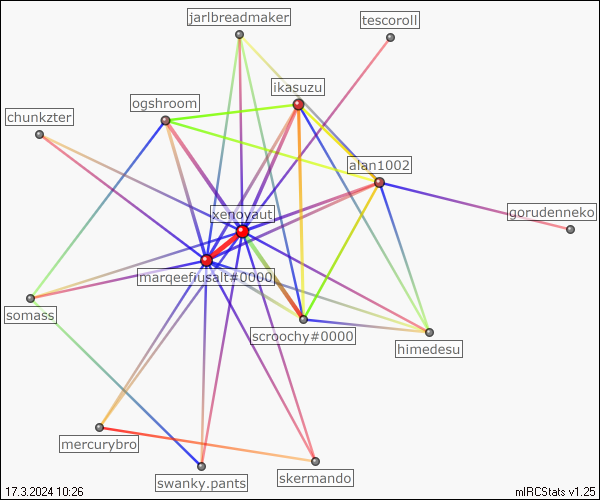 jarlbreadmaker
tescoroll
ikasuzu
ogshroom
chunkzter
alan1002
xenoyaut
gorudenneko
marqeefiusalt#0000
somass
scroochy#0000
himedesu
mercurybro
skermando
swanky.pants
17.3.2024 10:26
mIRCStats v1.25